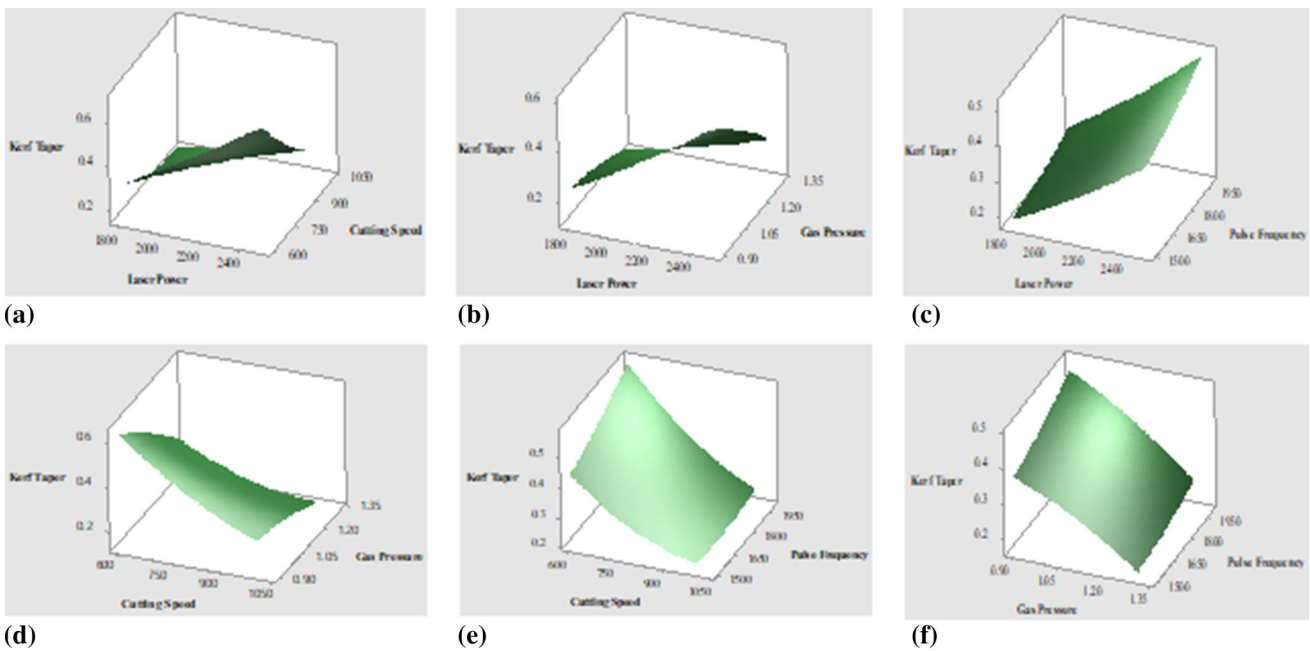 0.6
Kerf Taper
0.4
0.2
1800
2000
2200
2400
Laser Power
600
750
900
1050
Cutting Speed
(a)
0.6
Kerf Taper
0.4
0.2
1800
2000
2200
2400
Laser Power
0.90
1.05
1.20
1.35
Gas Pressure
(b)
0.5
Kerf Taper
0.4
0.3
0.2
1800
2000
2200
2400
Laser Power
1500
1650
1800
1950
Pulse Frequency
(c)
0.6
Kerf Taper
0.4
0.2
600
750
900
1050
Cutting Speed
0.90
1.05
1.20
1.35
Gas Pressure
(d)
0.5
Kerf Taper
0.4
0.3
0.2
600
750
900
1050
Cutting Speed
1500
1650
1800
1950
Pulse Frequency
(e)
0.5
Kerf Taper
0.4
0.3
0.2
0.90
1.05
1.20
1.35
Gas Pressure
1500
1650
1800
1950
Pulse Frequency
(f)